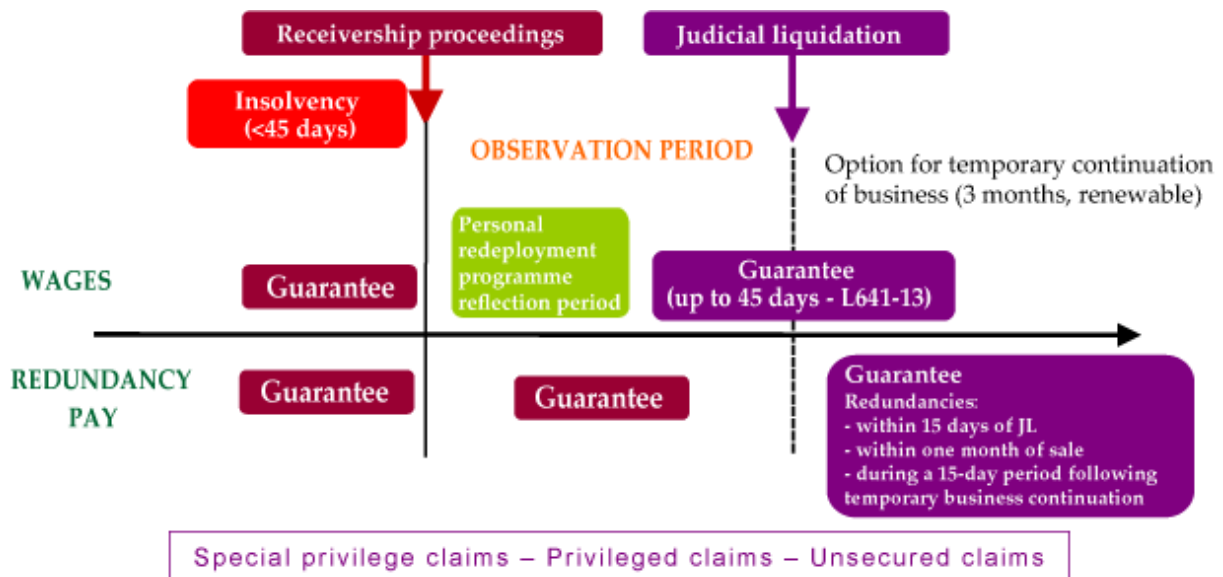 Receivership proceedings
Judicial liquidation
Insolvency
(<45 days)
OBSERVATION PERIOD
Option for temporary continuation
of business (3 months, renewable)
Personal
redeployment
programme
reflection period
WAGES
Guarantee
Guarantee
(up to 45 days - L641-13)
REDUNDANCY
PAY
Guarantee
Guarantee
Guarantee
Redundancies:
- within 15 days of JL
- within one month of sale
- during a 15-day period following
temporary business continuation
Special privilege claims – Privileged claims – Unsecured claims